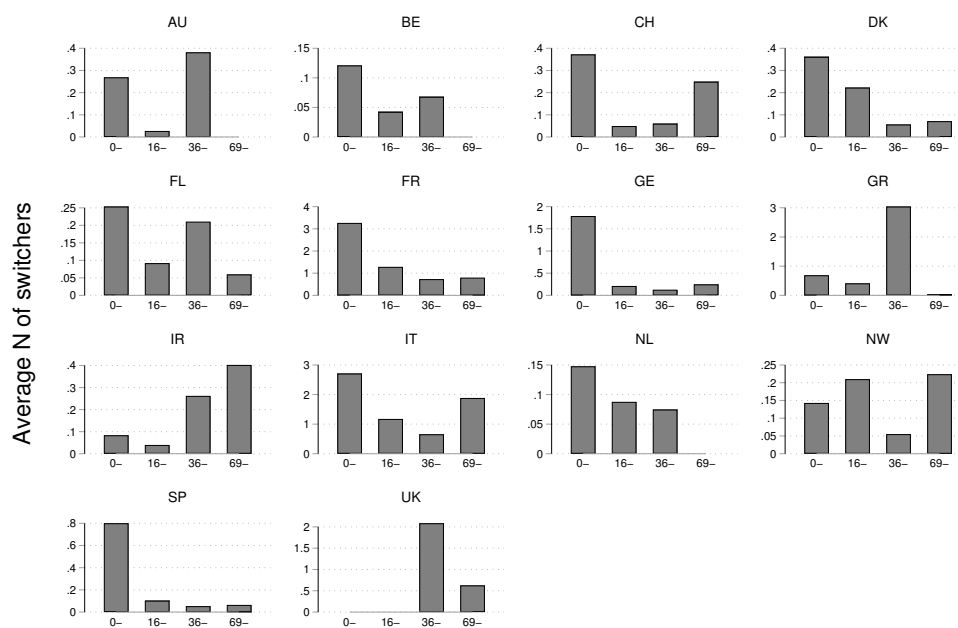 Average N of switchers
AU
.4
.3
.2
.1
0
0– 16– 36– 69–
BE
.15
.1
.05
0
0– 16– 36– 69–
CH
.4
.3
.2
.1
0
0– 16– 36– 69–
DK
.4
.3
.2
.1
0
0– 16– 36– 69–
FL
.25
.2
.15
.1
.05
0
0– 16– 36– 69–
FR
4
3
2
1
0
0– 16– 36– 69–
GE
2
1.5
1
.5
0
0– 16– 36– 69–
GR
3
2
1
0
0– 16– 36– 69–
IR
.4
.3
.2
.1
0
0– 16– 36– 69–
IT
3
2
1
0
0– 16– 36– 69–
NL
.15
.1
.05
0
0– 16– 36– 69–
NW
.25
.2
.15
.1
.05
0
0– 16– 36– 69–
SP
.8
.6
.4
.2
0
0– 16– 36– 69–
UK
2
1.5
1
.5
0
0– 16– 36– 69–